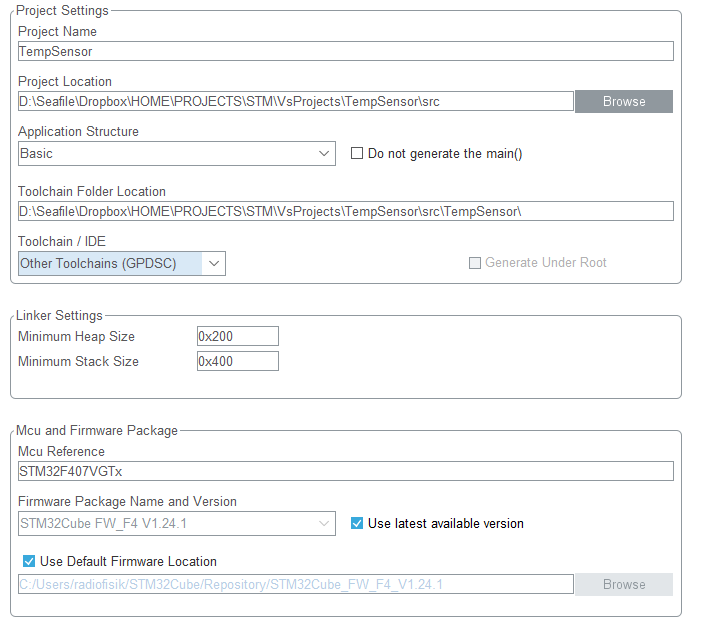 Project Settings
Project Name
TempSensor
Project Location
D:\Seafile\Dropbox\HOME\PROJECTS\STM\VsProjects\TempSensor\src
Browse
Application Structure
Basic
Do not generate the main()
Toolchain Folder Location
D:\Seafile\Dropbox\HOME\PROJECTS\STM\VsProjects\TempSensor\src\TempSensor\
Toolchain / IDE
Other Toolchains (GPDSC)
Generate Under Root
Linker Settings
Minimum Heap Size
0x200
Minimum Stack Size
0x400
Mcu and Firmware Package
Mcu Reference
STM32F407VGTx
Firmware Package Name and Version
STM32Cube FW_F4 V1.24.1
Use latest available version
Use Default Firmware Location
C:/Users/radiofisik/STM32Cube/Repository/STM32Cube_FW_F4_V1.24.1
Browse